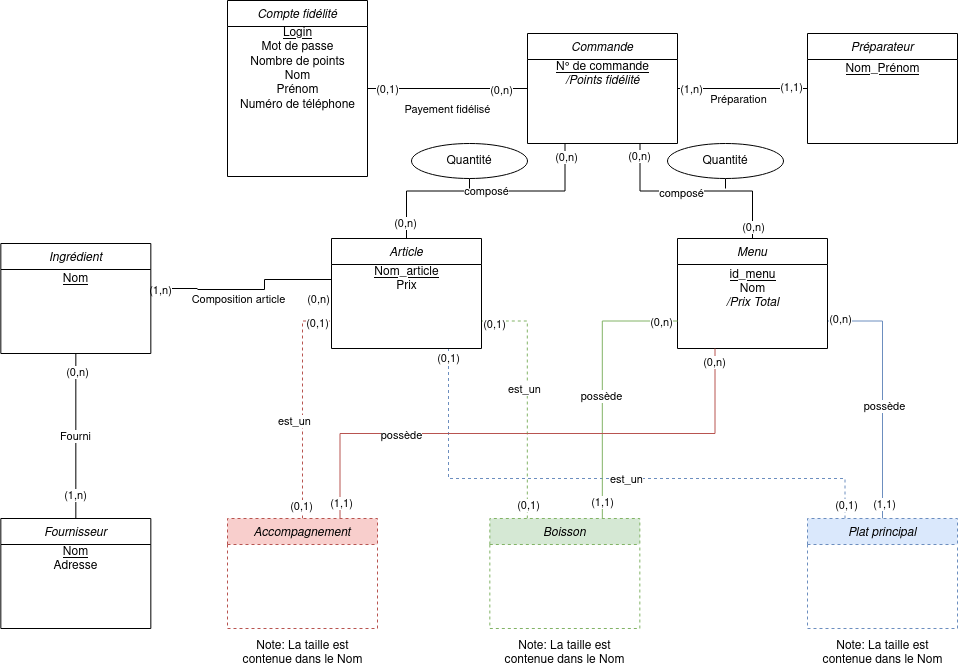 Compte fidélité
Login
Mot de passe
Nombre de points
Nom
Prénom
Numéro de téléphone
Commande
N° de commande
/Points fidélité
Préparateur
Nom_Prénom
(0,1)
(0,n)
Payement fidélisé
(1,n)
(1,1)
Préparation
Quantité
(0,n)
(0,n)
Quantité
composé
composé
(0,n)
(0,n)
Ingrédient
Nom
Article
Nom_article
Prix
Menu
id_menu
Nom
/Prix Total
(1,n)
Composition article
(0,n)
(0,1)
(0,1)
(0,n)
(0,n)
(0,1)
(0,n)
(0,n)
est_un
possède
possède
est_un
Fourni
possède
est_un
(1,n)
(0,1)
(1,1)
(0,1)
(1,1)
(0,1)
(1,1)
Fournisseur
Nom
Adresse
Accompagnement
Boisson
Plat principal
Note: La taille est
contenue dans le Nom
Note: La taille est
contenue dans le Nom
Note: La taille est
contenue dans le Nom